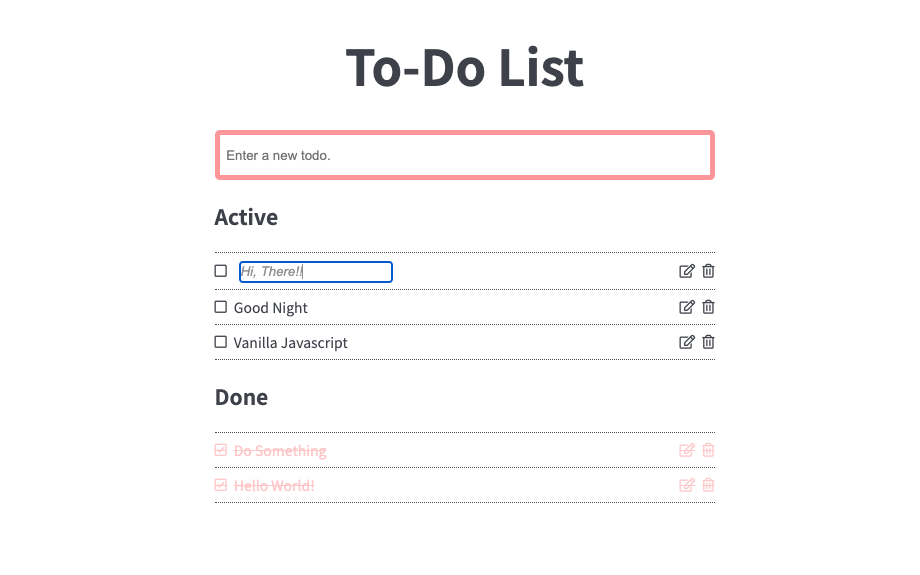 To-Do List
Enter a new todo.
Active
Hi, There!!
Good Night
Vanilla Javascript
Done
Do Something
Hello World!